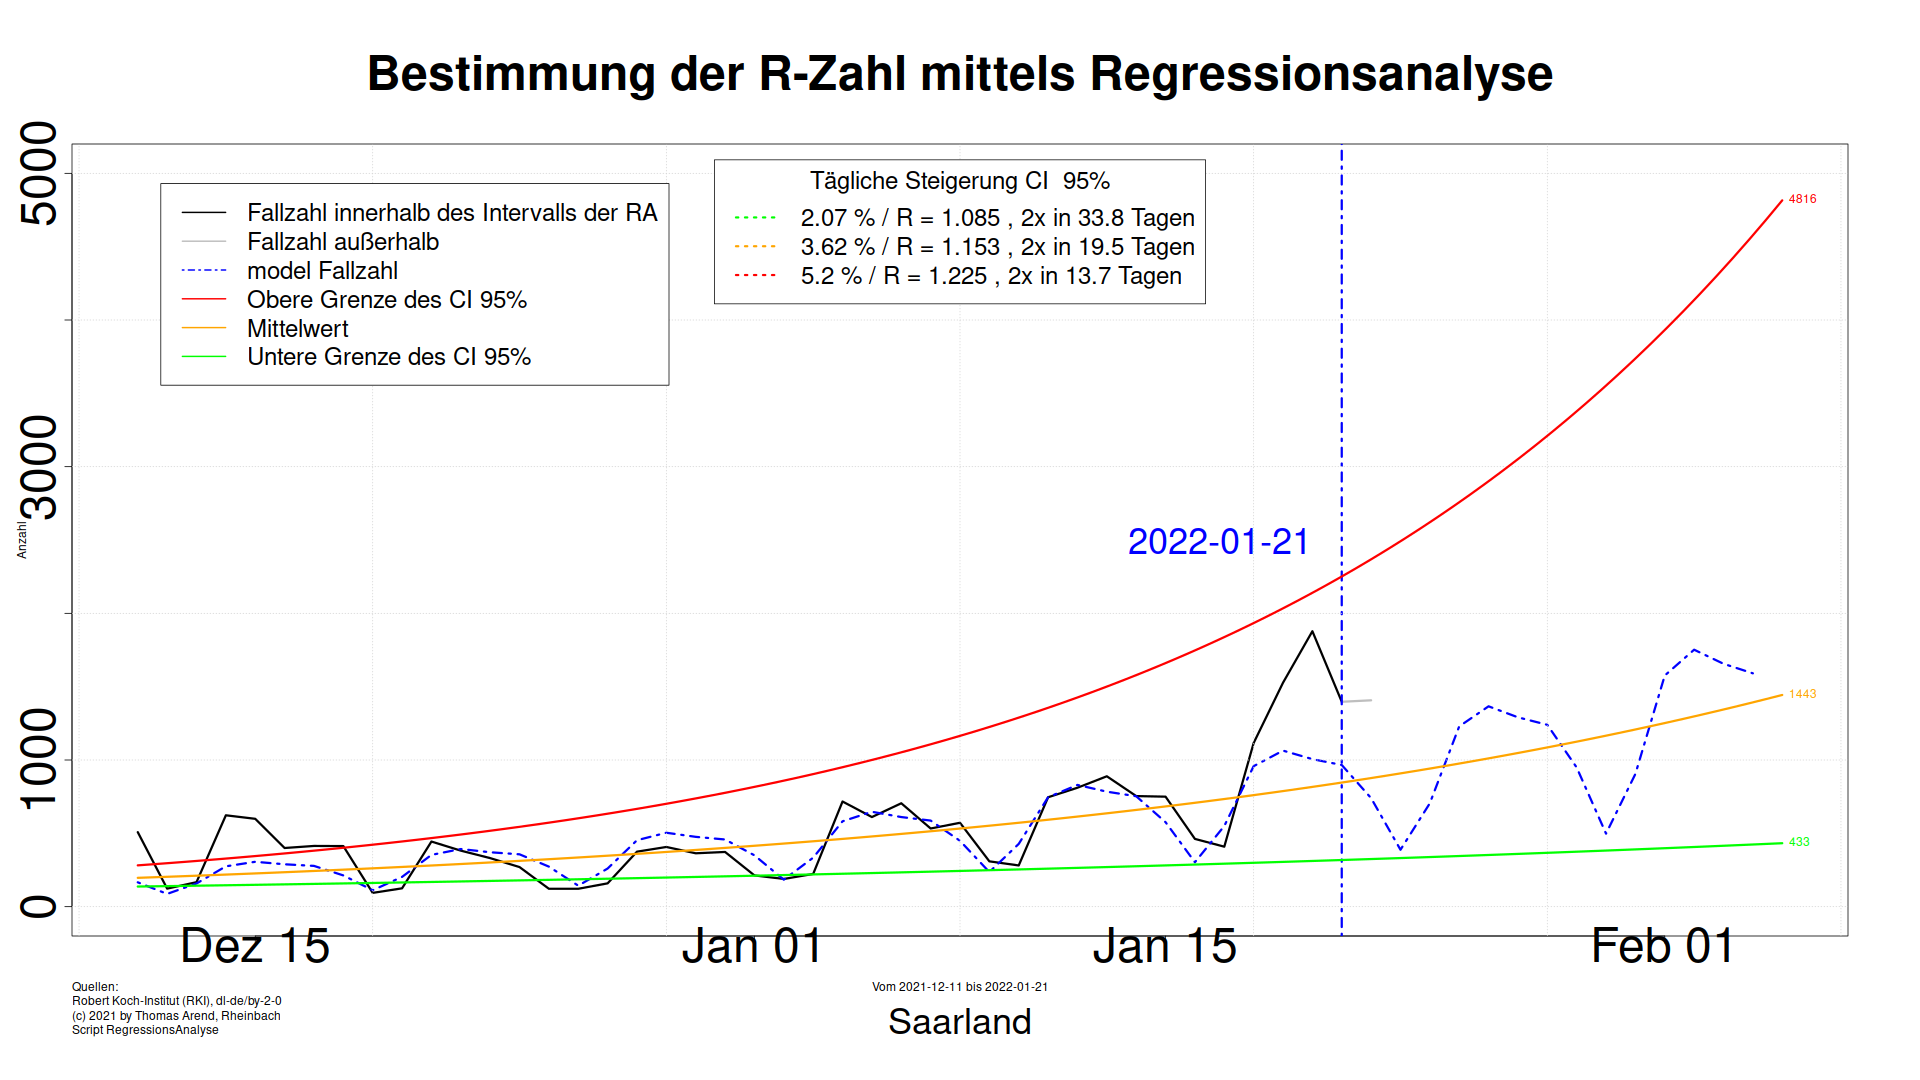 Bestimmung der R-Zahl mittels Regressionsanalyse
5000
3000
1000
0
Anzahl
Fallzahl innerhalb des Intervalls der RA
Fallzahl außerhalb
model Fallzahl
Obere Grenze des CI 95%
Mittelwert
Untere Grenze des CI 95%
Tägliche Steigerung CI 95%
2.07 % / R = 1.085 , 2x in 33.8 Tagen
3.62 % / R = 1.153 , 2x in 19.5 Tagen
5.2 % / R = 1.225 , 2x in 13.7 Tagen
4816
2022-01-21
1443
433
Dez 15
Jan 01
Jan 15
Feb 01
Quellen:
Robert Koch-Institut (RKI), dl-de/by-2-0
(c) 2021 by Thomas Arend, Rheinbach
Script RegressionsAnalyse
Vom 2021-12-11 bis 2022-01-21
Saarland